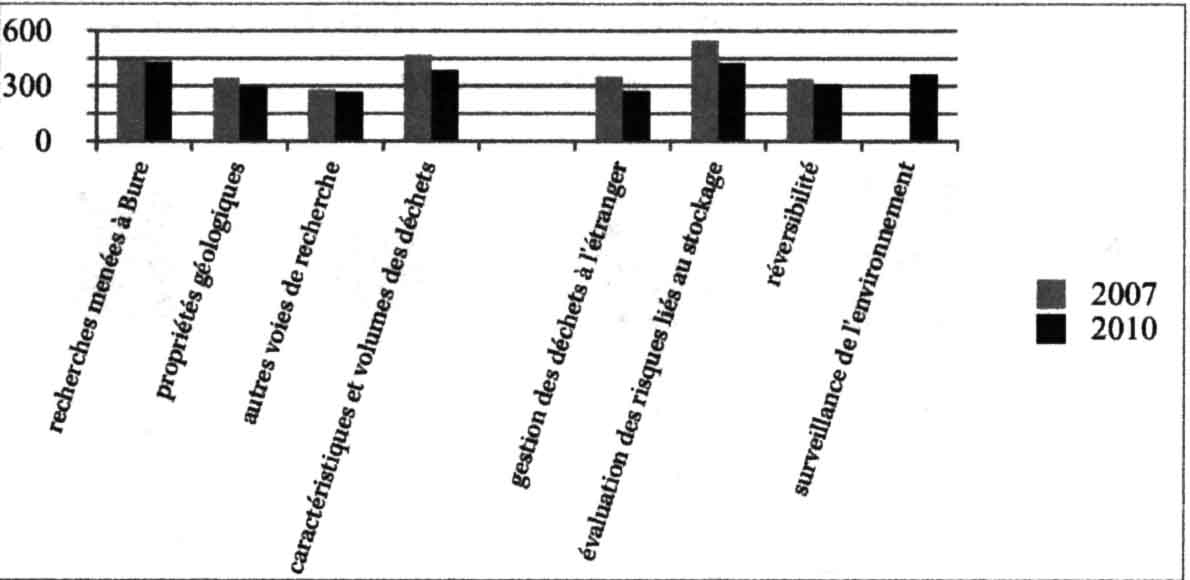 600
300
0
recherches menées à Bure
propriétés géologiques
autres voies de recherche
caractéristiques et volumes des déchets
gestion des déchets à l'étranger
évaluation des risques liés au stockage
réversibilité
surveillance de l'environnement
2007
2010